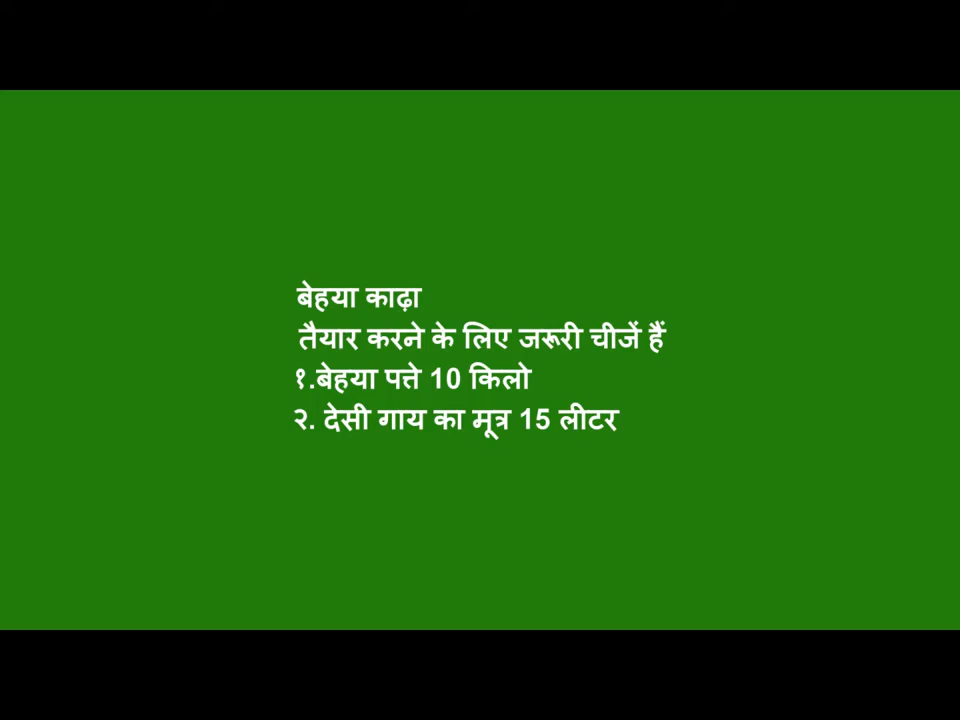 बेहया काढ़ा
तैयार करने के लिए जरूरी चीजें हैं
१.बेहया पत्ते 10 किलो
२. देसी गाय का मूत्र 15 लीटर